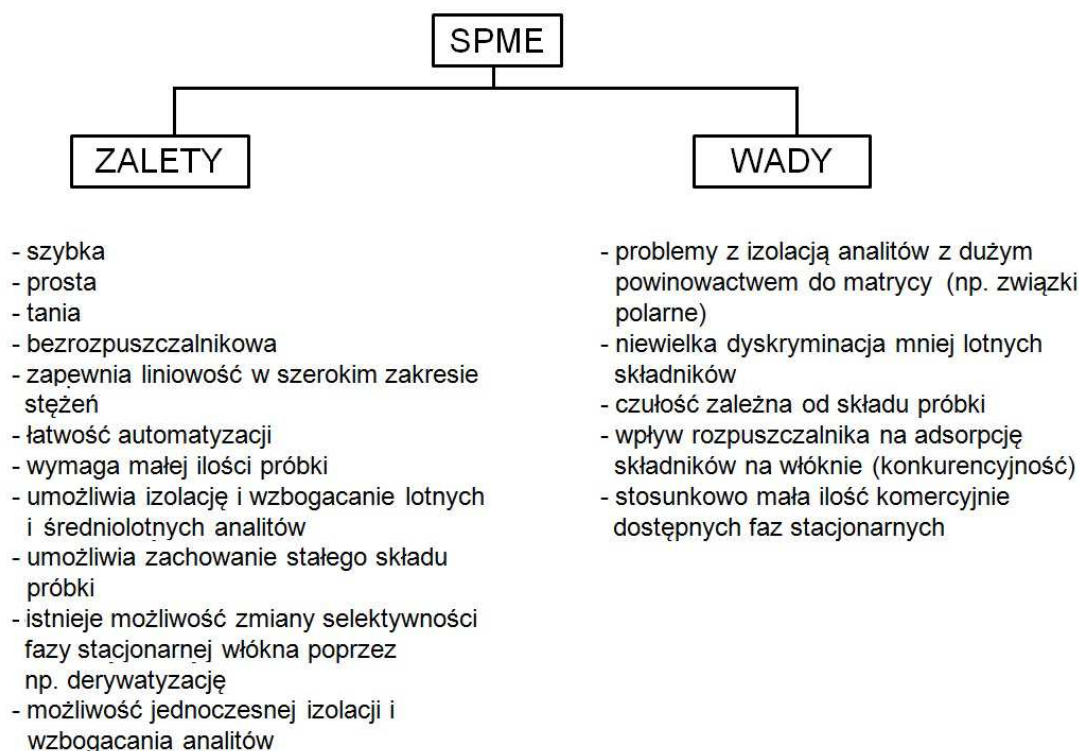 SPME
ZALETY
- szybka
- prosta
- tania
- bezrozpuszczalnikowa
- zapewnia liniowość w szerokim zakresie
stężeń
- łatwość automatyzacji
- wymaga małej ilości próbki
- umożliwia izolację i wzbogacanie lotnych
i średniolotnych analitów
- umożliwia zachowanie stałego składu
próbki
- istnieje możliwość zmiany selektywności
fazy stacjonarnej włókna poprzez
np. derywatyzację
- możliwość jednoczesnej izolacji i
wzbogacania analitów
WADY
- problemy z izolacją analitów z dużym
powinowactwem do matrycy (np. związki
polarne)
- niewielka dyskryminacja mniej lotnych
składników
- czułość zależna od składu próbki
- wpływ rozpuszczalnika na adsorpcję
składników na włóknie (konkurencyjność)
- stosunkowo mała ilość komercyjnie
dostępnych faz stacjonarnych